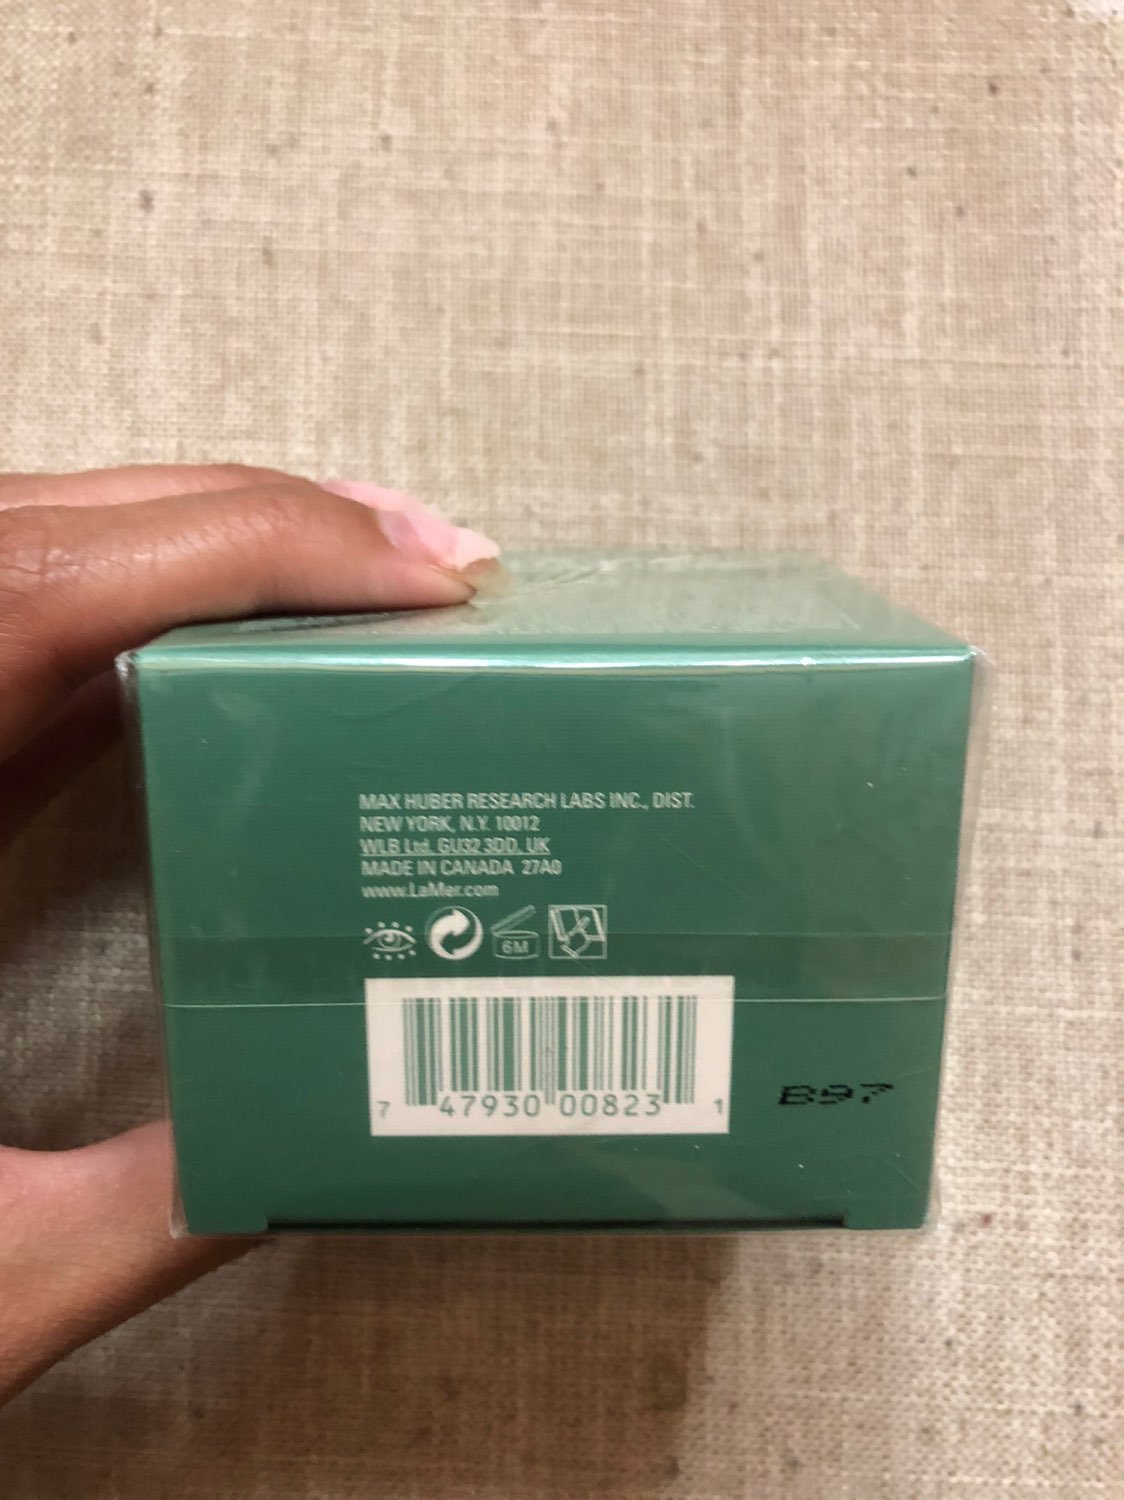 MAX HUBER RESEARCH LABS INC., DIST.
NEW YORK, N.Y. 10012
WLB Ltd. GU32 3DD, UK
MADE IN CANADA 27A0
www.LaMer.com
6M
7 47930 00823 1
B97